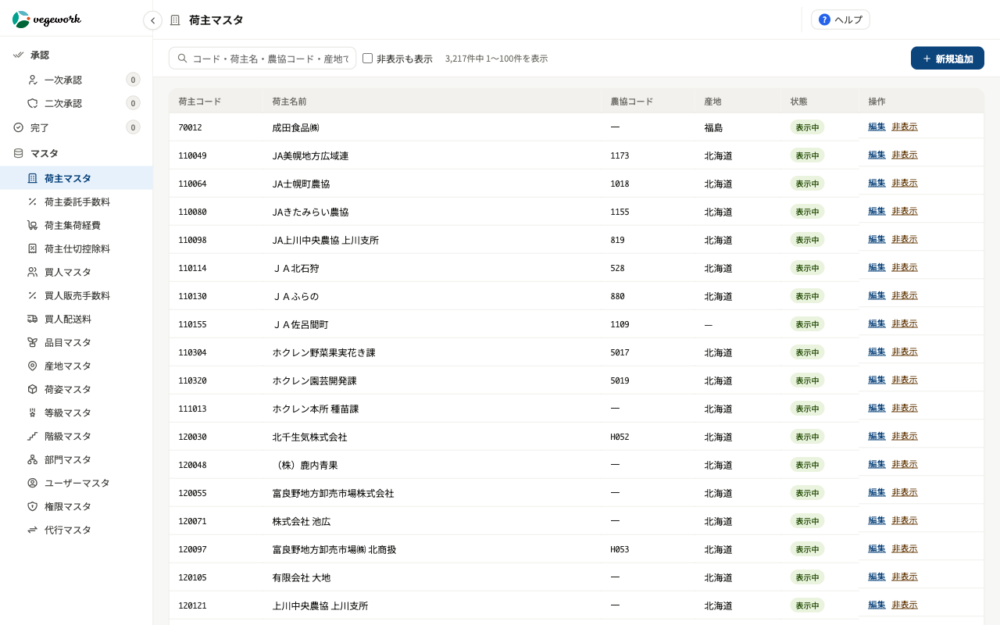 vegework
荷主マスタ
? ヘルプ
承認
一次承認 0
二次承認 0
完了 0
マスタ
荷主マスタ
荷主委託手数料
荷主集荷経費
荷主仕切控除料
買人マスタ
買人販売手数料
買人配送料
品目マスタ
産地マスタ
荷姿マスタ
等級マスタ
階級マスタ
部門マスタ
ユーザーマスタ
権限マスタ
代行マスタ
コード・荷主名・農協コード・産地で 非表示も表示 3,217件中 1〜100件を表示 + 新規追加
荷主コード 荷主名前 農協コード 産地 状態 操作
70012 成田食品㈱ — 福島 表示中 編集 非表示
110049 JA美幌地方広域連 1173 北海道 表示中 編集 非表示
110064 JA士幌町農協 1018 北海道 表示中 編集 非表示
110080 JAきたみらい農協 1155 北海道 表示中 編集 非表示
110098 JA上川中央農協 上川支所 819 北海道 表示中 編集 非表示
110114 ＪＡ北石狩 528 北海道 表示中 編集 非表示
110130 ＪＡふらの 880 北海道 表示中 編集 非表示
110155 ＪＡ佐呂間町 1109 — 表示中 編集 非表示
110304 ホクレン野菜果実花き課 5017 北海道 表示中 編集 非表示
110320 ホクレン園芸開発課 5019 北海道 表示中 編集 非表示
111013 ホクレン本所 種苗課 — 北海道 表示中 編集 非表示
120030 北千生気株式会社 H052 北海道 表示中 編集 非表示
120048 （株）鹿内青果 — 北海道 表示中 編集 非表示
120055 富良野地方卸売市場株式会社 — 北海道 表示中 編集 非表示
120071 株式会社 池広 — 北海道 表示中 編集 非表示
120097 富良野地方卸売市場㈱ 北商扱 H053 北海道 表示中 編集 非表示
120105 有限会社 大地 — 北海道 表示中 編集 非表示
120121 上川中央農協 上川支所 — 北海道 表示中 編集 非表示